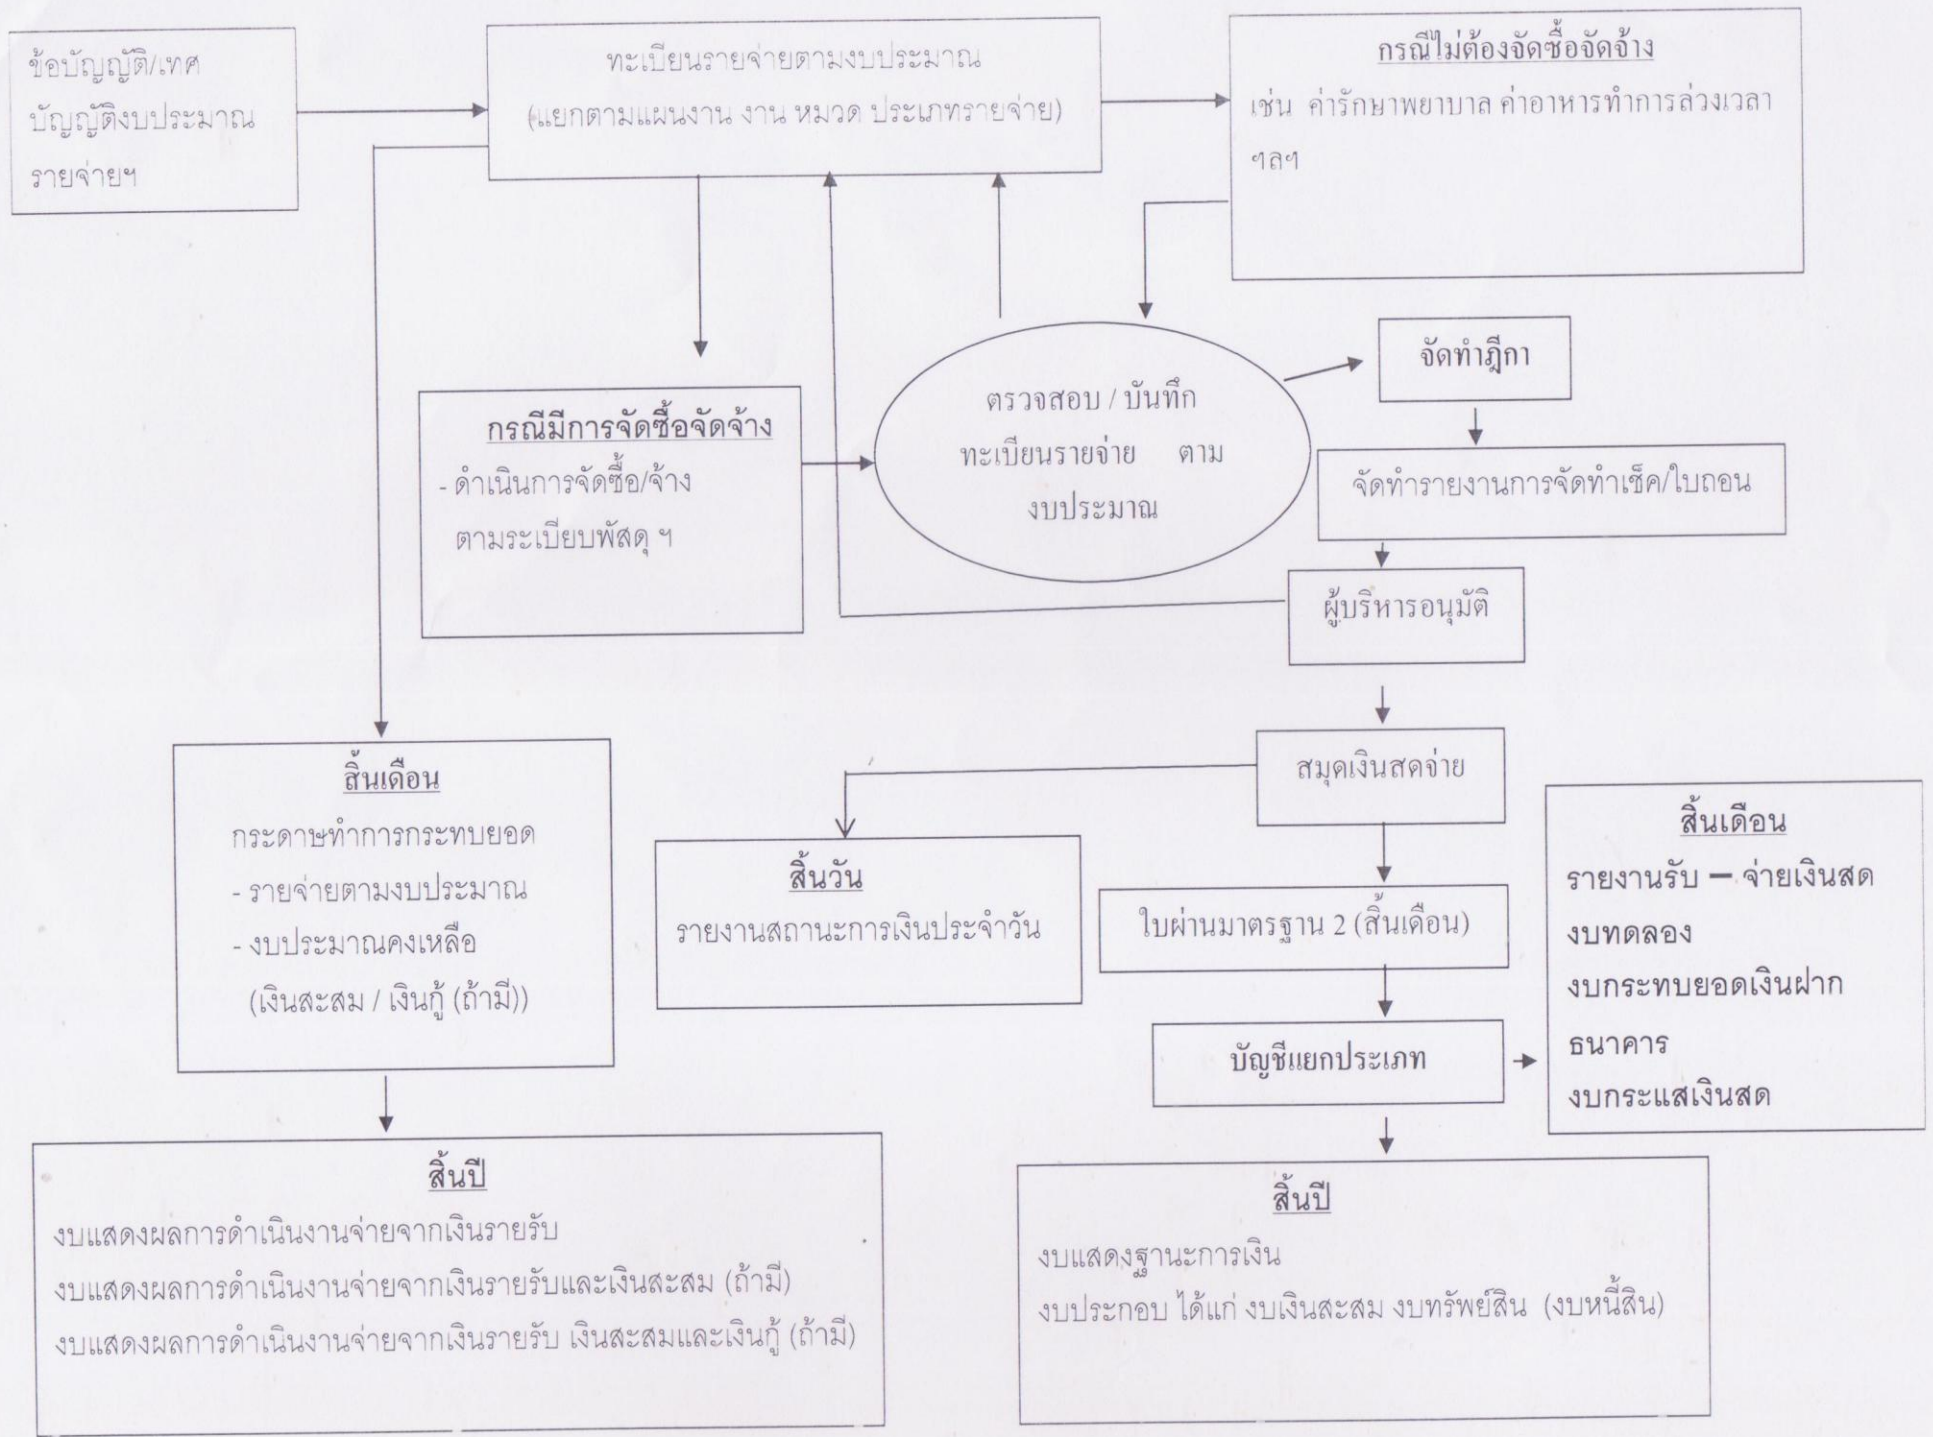 ข้อบัญญัติ/เทศ
บัญญัติงบประมาณ
รายจ่ายฯ
ทะเบียนรายจ่ายตามงบประมาณ
(แยกตามแผนงาน งาน หมวด ประเภทรายจ่าย)
กรณีไม่ต้องจัดซื้อจัดจ้าง
เช่น ค่ารักษาพยาบาล ค่าอาหารทำการล่วงเวลา
ฯลฯ
กรณีมีการจัดซื้อจัดจ้าง
- ดำเนินการจัดซื้อ/จ้าง
ตามระเบียบพัสดุ ฯ
ตรวจสอบ / บันทึก
ทะเบียนรายจ่าย ตาม
งบประมาณ
จัดทำฎีกา
จัดทำรายงานการจัดทำเช็ค/ใบถอน
ผู้บริหารอนุมัติ
สมุดเงินสดจ่าย
สิ้นเดือน
กระดาษทำการกระทบยอด
- รายจ่ายตามงบประมาณ
- งบประมาณคงเหลือ
(เงินสะสม / เงินกู้ (ถ้ามี))
สิ้นวัน
รายงานสถานะการเงินประจำวัน
ใบผ่านมาตรฐาน 2 (สิ้นเดือน)
บัญชีแยกประเภท
สิ้นเดือน
รายงานรับ – จ่ายเงินสด
งบทดลอง
งบกระทบยอดเงินฝาก
ธนาคาร
งบกระแสเงินสด
สิ้นปี
งบแสดงผลการดำเนินงานจ่ายจากเงินรายรับ
งบแสดงผลการดำเนินงานจ่ายจากเงินรายรับและเงินสะสม (ถ้ามี)
งบแสดงผลการดำเนินงานจ่ายจากเงินรายรับ เงินสะสมและเงินกู้ (ถ้ามี)
สิ้นปี
งบแสดงฐานะการเงิน
งบประกอบ ได้แก่ งบเงินสะสม งบทรัพย์สิน (งบหนี้สิน)